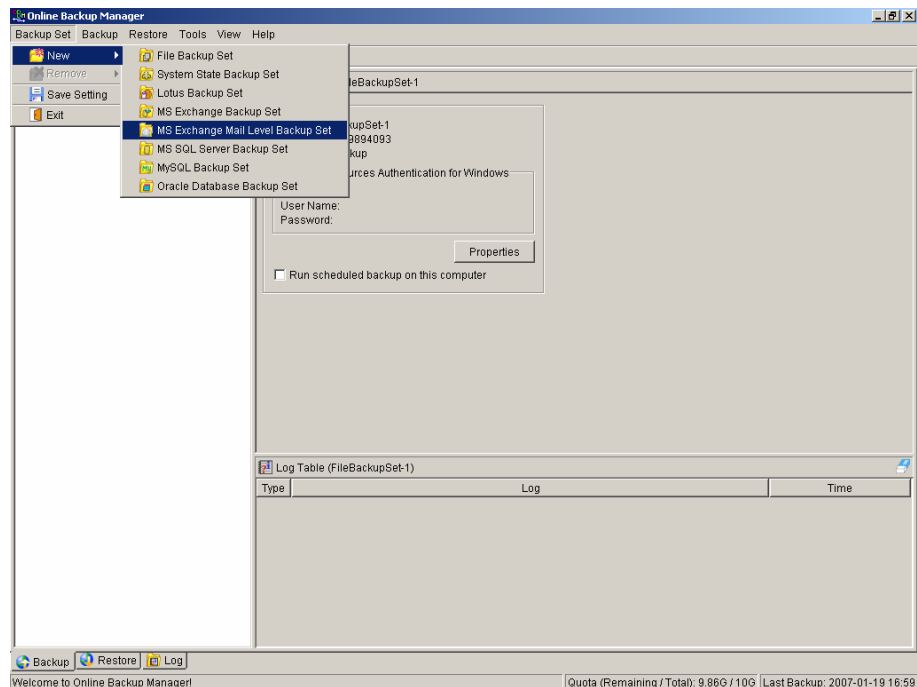 Online Backup Manager
Backup Set Backup Restore Tools View Help
New
Remove
Save Setting
Exit
File Backup Set
System State Backup Set
Lotus Backup Set
MS Exchange Backup Set
MS Exchange Mail Level Backup Set
MS SQL Server Backup Set
MySQL Backup Set
Oracle Database Backup Set
leBackupSet-1
kupSet-1
9894093
kup
urces Authentication for Windows
User Name:
Password:
Properties
Run scheduled backup on this computer
Log Table (FileBackupSet-1)
Type Log Time
Backup Restore Log
Welcome to Online Backup Manager! Quota (Remaining / Total): 9.86G / 10G Last Backup: 2007-01-19 16:59